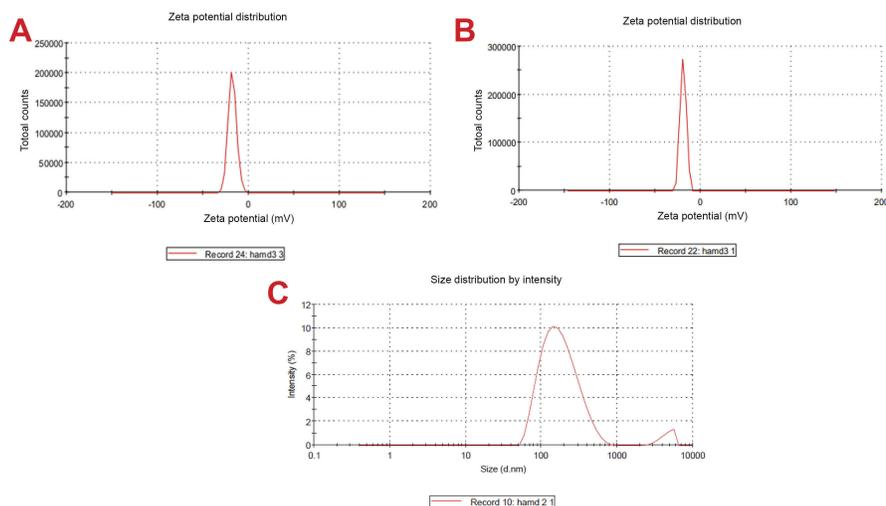 A
Zeta potential distribution
250000
200000
150000
100000
50000
0
Totoal counts
-200
-100
0
100
200
Zeta potential (mV)
Record 24: hamd3 3
B
Zeta potential distribution
300000
200000
100000
0
Totoal counts
-200
-100
0
100
200
Zeta potential (mV)
Record 22: hamd3 1
C
Size distribution by intensity
12
10
8
6
4
2
0
Intensity (%)
0.1
1
10
100
1000
10000
Size (d.nm)
Record 10: hamd 2 1